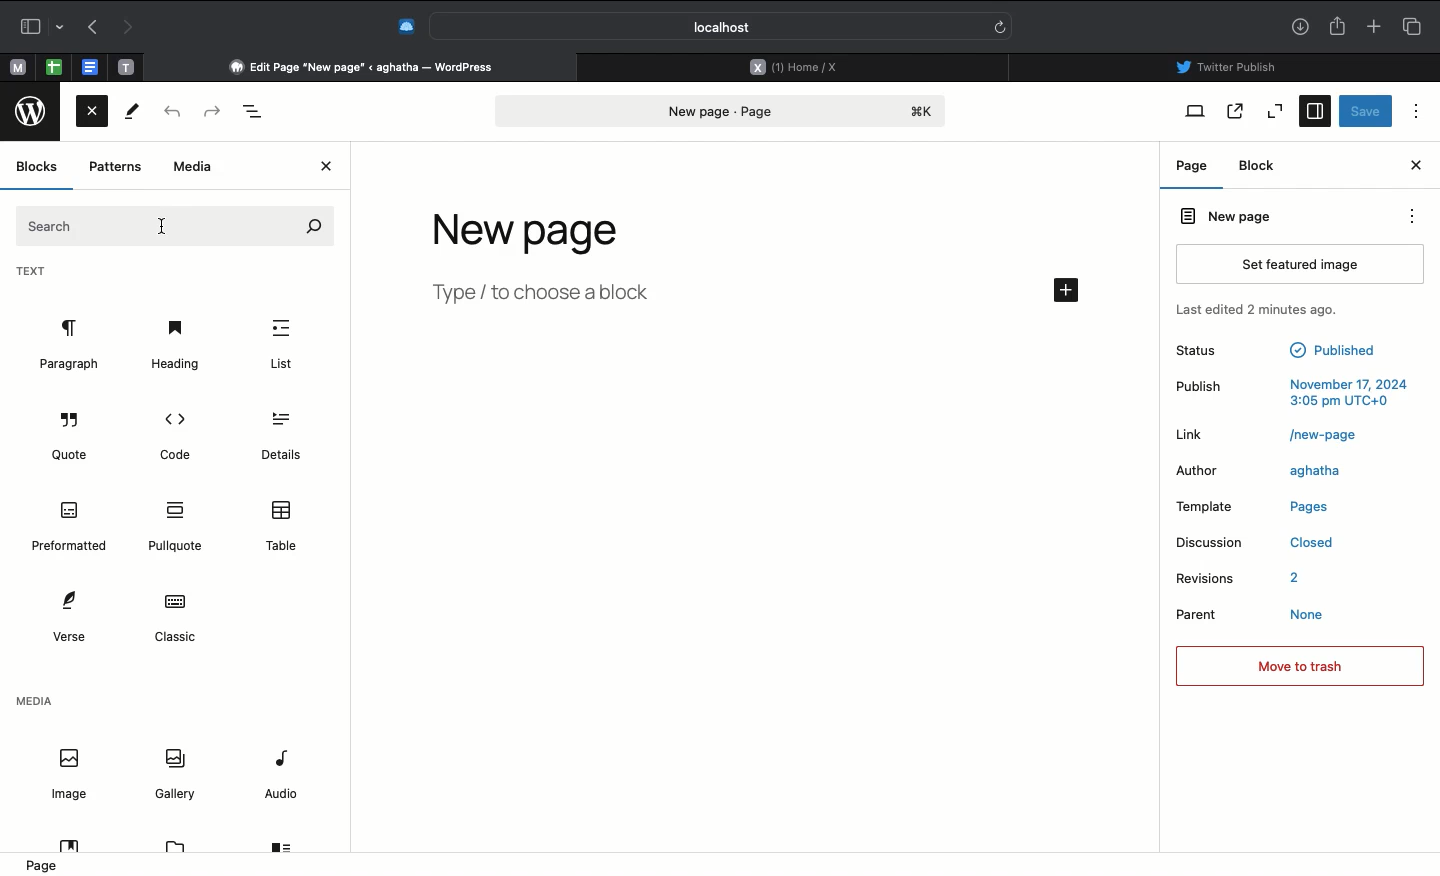 localhost
M
T
Edit Page “New page” ‹ aghatha — WordPress
X (1) Home / X
Twitter Publish
New page · Page ⌘K
Save
Blocks Patterns Media
Page Block
Search
New page
Set featured image
Last edited 2 minutes ago.
Status Published
Publish November 17, 2024
3:05 pm UTC+0
Link /new-page
Author aghatha
Template Pages
Discussion Closed
Revisions 2
Parent None
Move to trash
New page
Type / to choose a block
TEXT
Paragraph Heading List
Quote Code Details
Preformatted Pullquote Table
Verse Classic
MEDIA
Image Gallery Audio
Page